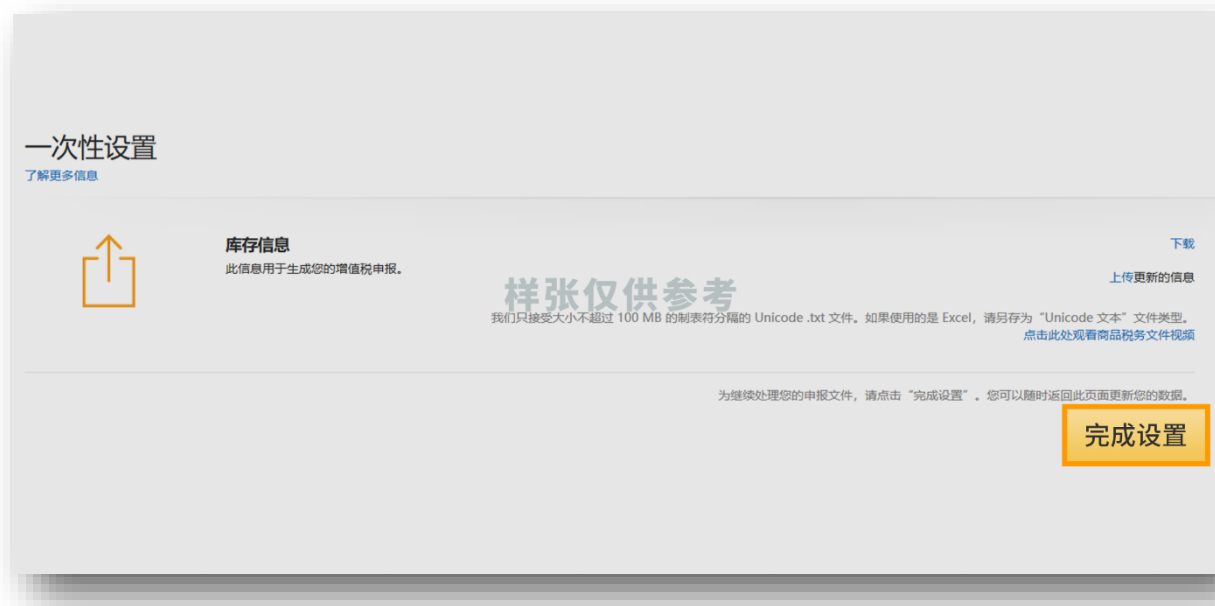 一次性设置
了解更多信息
库存信息
此信息用于生成您的增值税申报。
下载
上传更新的信息
样张仅供参考
我们只接受大小不超过 100 MB 的制表符分隔的 Unicode .txt 文件。如果使用的是 Excel，请另存为“Unicode 文本”文件类型。
点击此处观看商品税务文件视频
为继续处理您的申报文件，请点击“完成设置”。您可以随时返回此页面更新您的数据。
完成设置